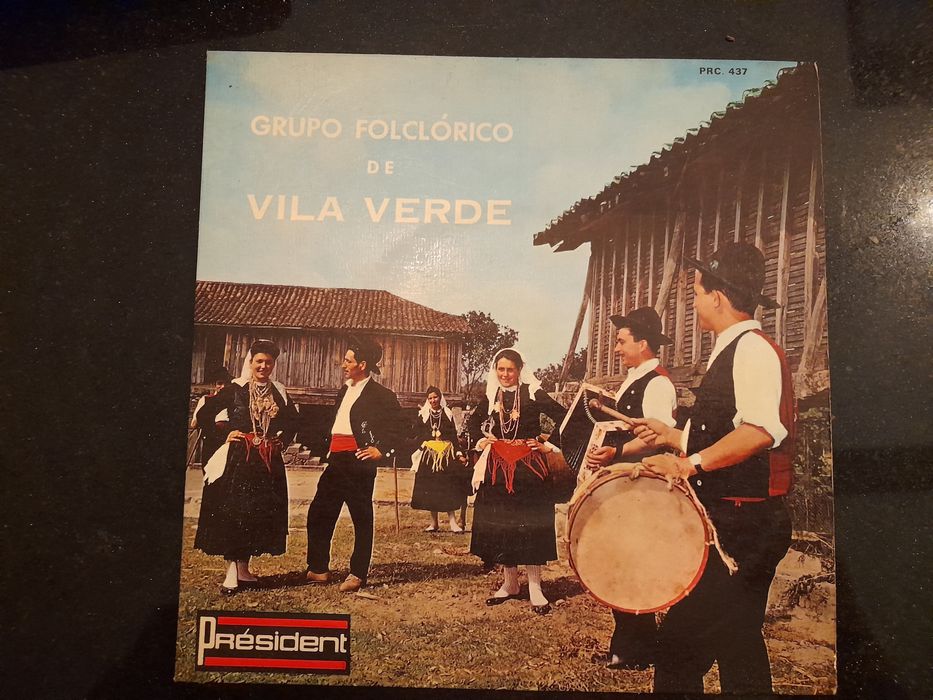 PRC. 437
GRUPO FOLCLÓRICO
DE
VILA VERDE
Président